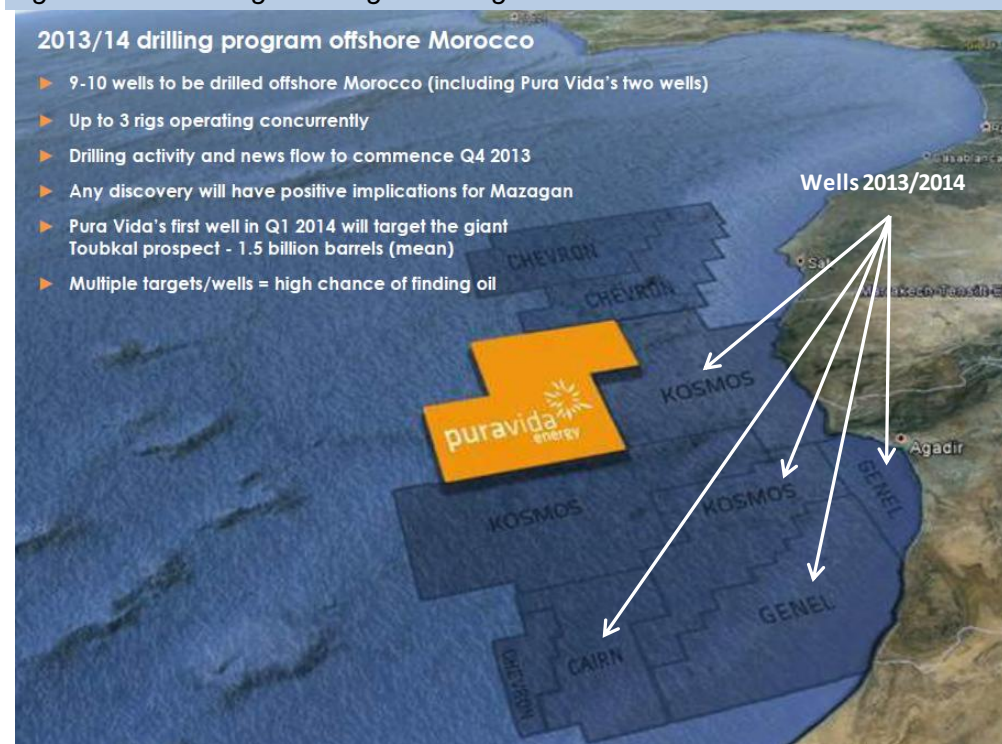 2013/14 drilling program offshore Morocco
► 9-10 wells to be drilled offshore Morocco (including Pura Vida's two wells)
► Up to 3 rigs operating concurrently
► Drilling activity and news flow to commence Q4 2013
► Any discovery will have positive implications for Mazagan
► Pura Vida's first well in Q1 2014 will target the giant
Toubkal prospect - 1.5 billion barrels (mean)
► Multiple targets/wells = high chance of finding oil
Casablanca
Wells 2013/2014
CHEVRON
CHEVRON
KOSMOS
puravida
energy
Agadir
GENEL
KOSMOS
KOSMOS
GENEL
CAIRN
CHEVRON